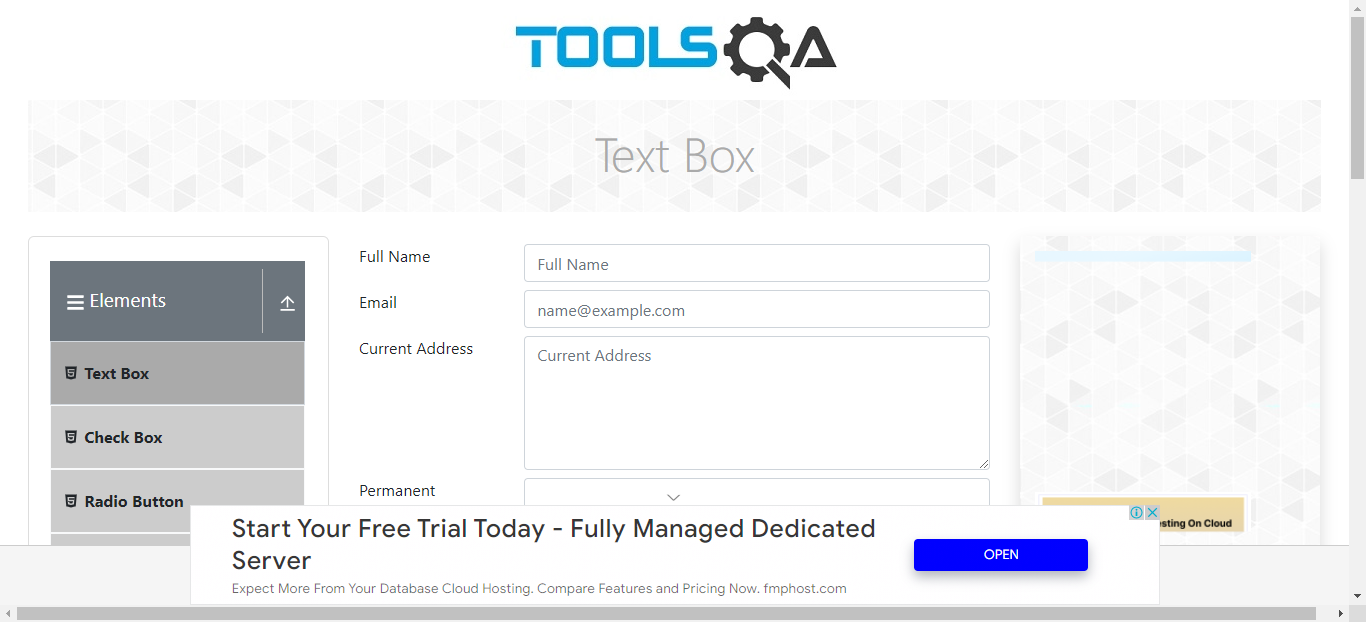 TOOLSQA
Text Box
Elements
Text Box
Check Box
Radio Button
Full Name
Full Name
Email
name@example.com
Current Address
Current Address
Permanent
sting On Cloud
Start Your Free Trial Today - Fully Managed Dedicated
Server
Expect More From Your Database Cloud Hosting. Compare Features and Pricing Now. fmphost.com
OPEN